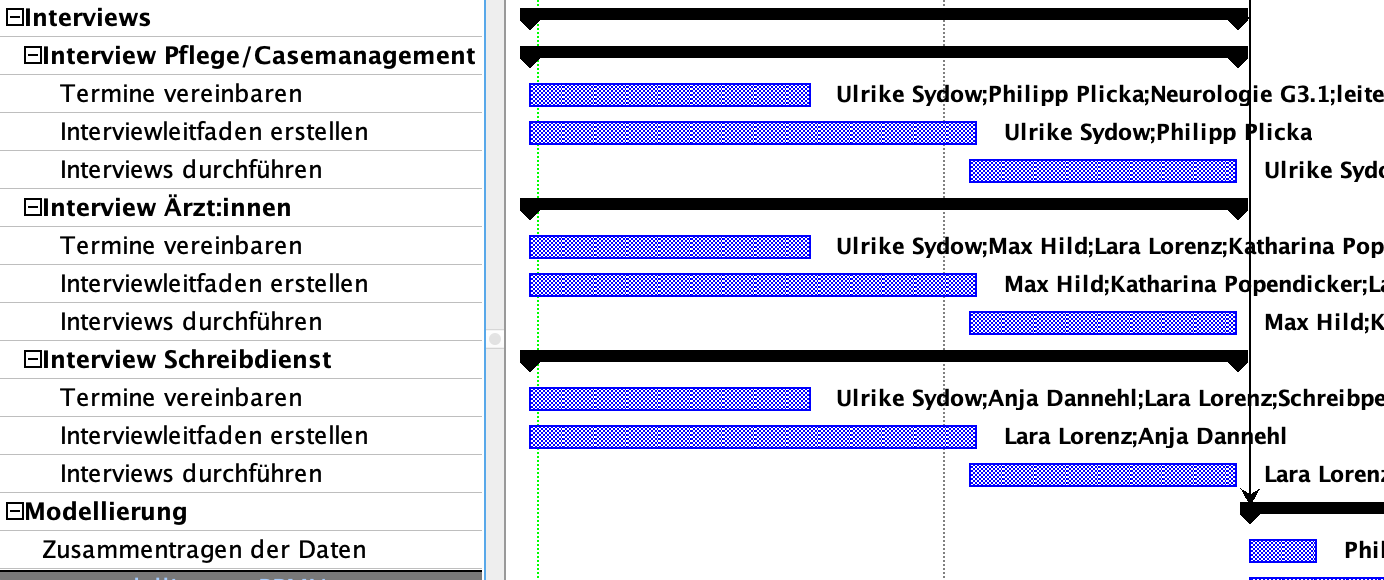 Interviews
Interview Pflege/Casemanagement
Termine vereinbaren Ulrike Sydow;Philipp Plicka;Neurologie G3.1;leite
Interviewleitfaden erstellen Ulrike Sydow;Philipp Plicka
Interviews durchführen Ulrike Sydo
Interview Ärzt:innen
Termine vereinbaren Ulrike Sydow;Max Hild;Lara Lorenz;Katharina Pop
Interviewleitfaden erstellen Max Hild;Katharina Popendicker;La
Interviews durchführen Max Hild;K
Interview Schreibdienst
Termine vereinbaren Ulrike Sydow;Anja Dannehl;Lara Lorenz;Schreibpe
Interviewleitfaden erstellen Lara Lorenz;Anja Dannehl
Interviews durchführen Lara Lorenz
Modellierung
Zusammentragen der Daten Phil